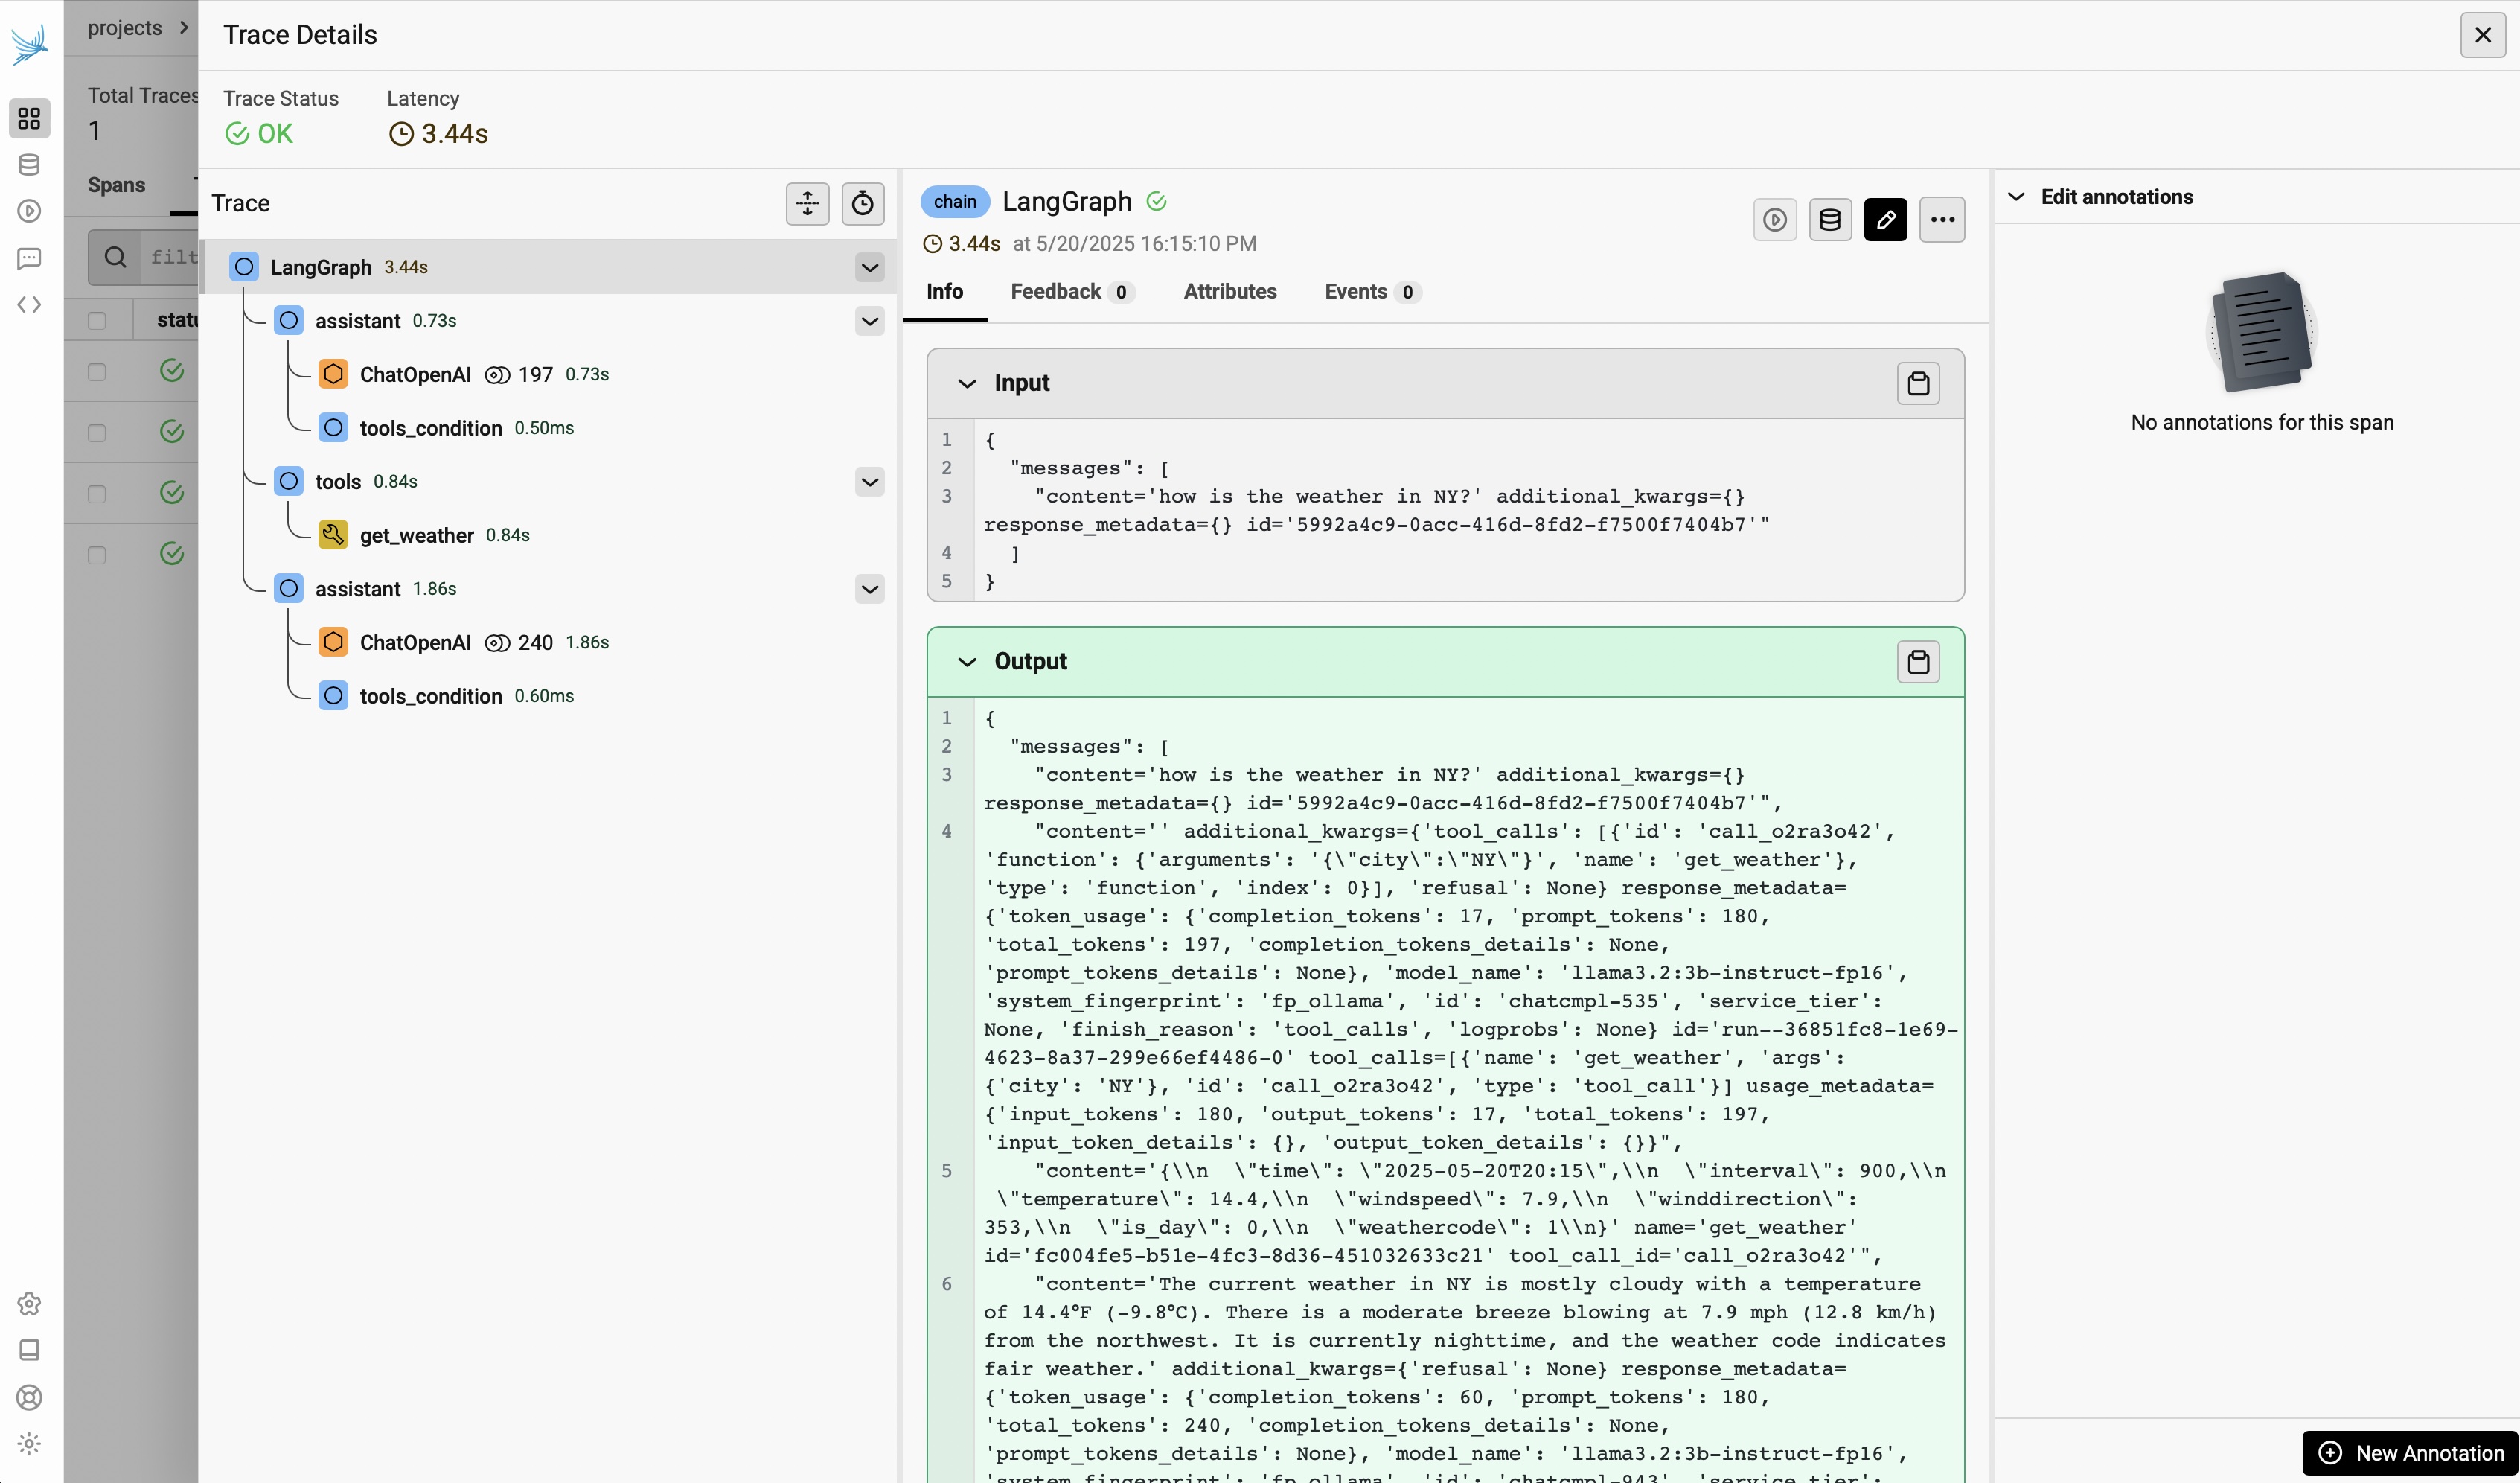 projects
Trace Details
Total Traces
1
Trace Status
OK
Latency
3.44s
Spans
filt
statu
Trace
LangGraph 3.44s
assistant 0.73s
ChatOpenAI 197 0.73s
tools_condition 0.50ms
tools 0.84s
get_weather 0.84s
assistant 1.86s
ChatOpenAI 240 1.86s
tools_condition 0.60ms
chain LangGraph
3.44s at 5/20/2025 16:15:10 PM
Info Feedback 0 Attributes Events 0
Input
1 {
2 "messages": [
3 "content='how is the weather in NY?' additional_kwargs={}
response_metadata={} id='5992a4c9-0acc-416d-8fd2-f7500f7404b7'"
4 ]
5 }
Output
1 {
2 "messages": [
3 "content='how is the weather in NY?' additional_kwargs={}
response_metadata={} id='5992a4c9-0acc-416d-8fd2-f7500f7404b7'",
4 "content='' additional_kwargs={'tool_calls': [{'id': 'call_o2ra3o42',
'function': {'arguments': '{\"city\":\"NY\"}', 'name': 'get_weather'},
'type': 'function', 'index': 0}], 'refusal': None} response_metadata=
{'token_usage': {'completion_tokens': 17, 'prompt_tokens': 180,
'total_tokens': 197, 'completion_tokens_details': None,
'prompt_tokens_details': None}, 'model_name': 'llama3.2:3b-instruct-fp16',
'system_fingerprint': 'fp_ollama', 'id': 'chatcmpl-535', 'service_tier':
None, 'finish_reason': 'tool_calls', 'logprobs': None} id='run--36851fc8-1e69-
4623-8a37-299e66ef4486-0' tool_calls=[{'name': 'get_weather', 'args':
{'city': 'NY'}, 'id': 'call_o2ra3o42', 'type': 'tool_call'}] usage_metadata=
{'input_tokens': 180, 'output_tokens': 17, 'total_tokens': 197,
'input_token_details': {}, 'output_token_details': {}}",
5 "content='{\\n  \"time\": \"2025-05-20T20:15\",\\n  \"interval\": 900,\\n
\"temperature\": 14.4,\\n  \"windspeed\": 7.9,\\n  \"winddirection\":
353,\\n  \"is_day\": 0,\\n  \"weathercode\": 1\\n}' name='get_weather'
id='fc004fe5-b51e-4fc3-8d36-451032633c21' tool_call_id='call_o2ra3o42'",
6 "content='The current weather in NY is mostly cloudy with a temperature
of 14.4°F (-9.8°C). There is a moderate breeze blowing at 7.9 mph (12.8 km/h)
from the northwest. It is currently nighttime, and the weather code indicates
fair weather.' additional_kwargs={'refusal': None} response_metadata=
{'token_usage': {'completion_tokens': 60, 'prompt_tokens': 180,
'total_tokens': 240, 'completion_tokens_details': None,
'prompt_tokens_details': None}, 'model_name': 'llama3.2:3b-instruct-fp16',
'system_fingerprint': 'fp_ollama', 'id': 'chatcmpl-943', 'service_tier':
Edit annotations
No annotations for this span
New Annotation